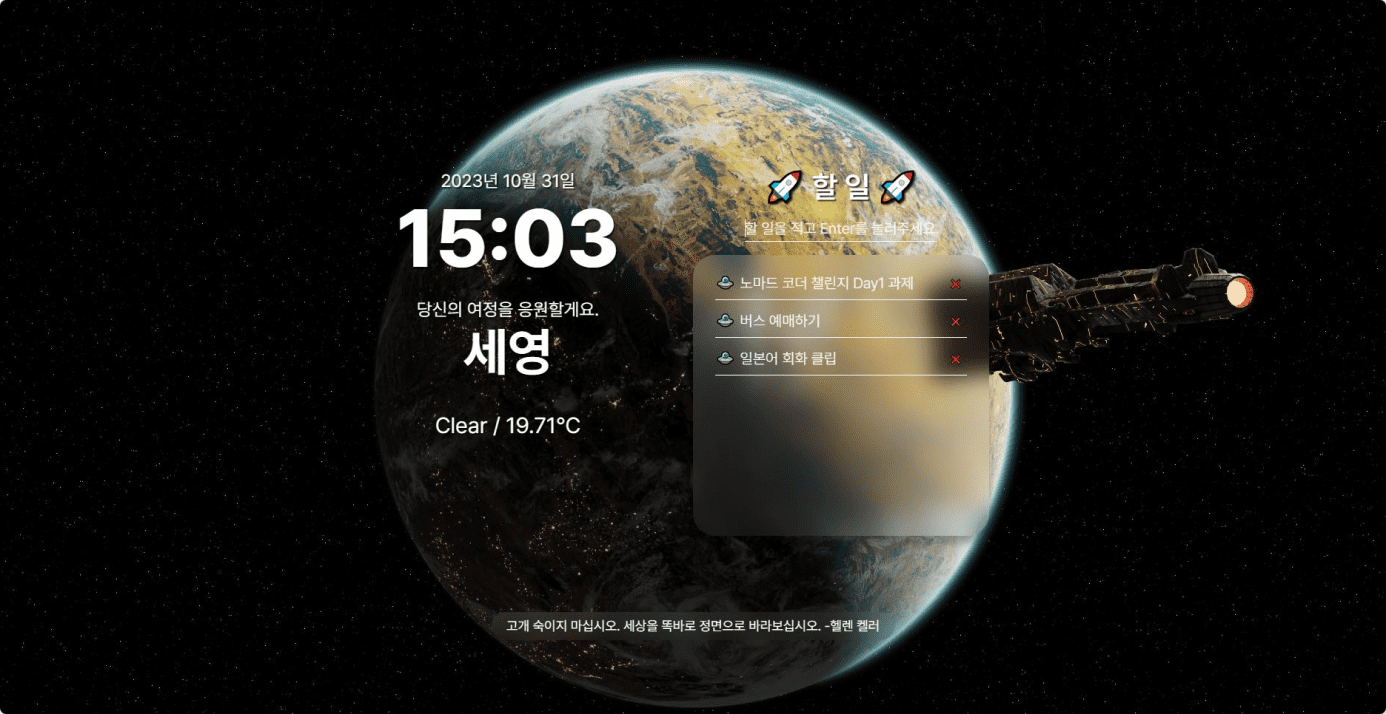 2023년 10월 31일
15:03
당신의 여정을 응원할게요.
세영
Clear / 19.71°C
🚀 할 일 🚀
할 일을 적고 Enter를 눌러주세요.
🛸 노마드 코더 챌린지 Day1 과제 ❌
🛸 버스 예매하기 ❌
🛸 일본어 회화 클립 ❌
고개 숙이지 마십시오. 세상을 똑바로 정면으로 바라보십시오. -헬렌 켈러